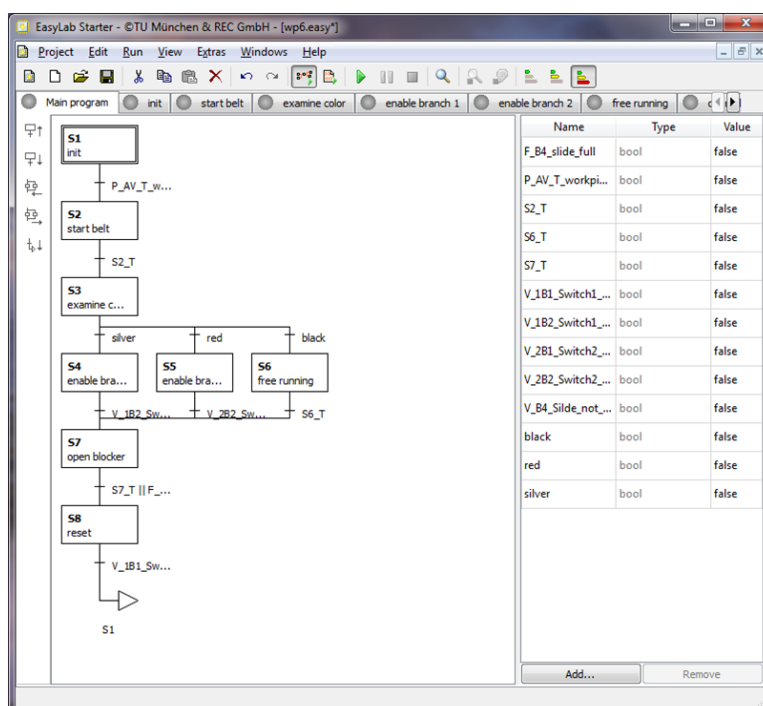 EasyLab Starter - ©TU München & REC GmbH - [wp6.easy*]
Project Edit Run View Extras Windows Help
Main program init start belt examine color enable branch 1 enable branch 2 free running
S1
init
P_AV_T_w...
S2
start belt
S2_T
S3
examine c...
silver red black
S4 S5 S6
enable bra... enable bra... free running
V_1B2_Sw... V_2B2_Sw... S6_T
S7
open blocker
S7_T || F_...
S8
reset
V_1B1_Sw...
S1
Name Type Value
F_B4_slide_full bool false
P_AV_T_workpi... bool false
S2_T bool false
S6_T bool false
S7_T bool false
V_1B1_Switch1_... bool false
V_1B2_Switch1_... bool false
V_2B1_Switch2_... bool false
V_2B2_Switch2_... bool false
V_B4_Silde_not_... bool false
black bool false
red bool false
silver bool false
Add... Remove